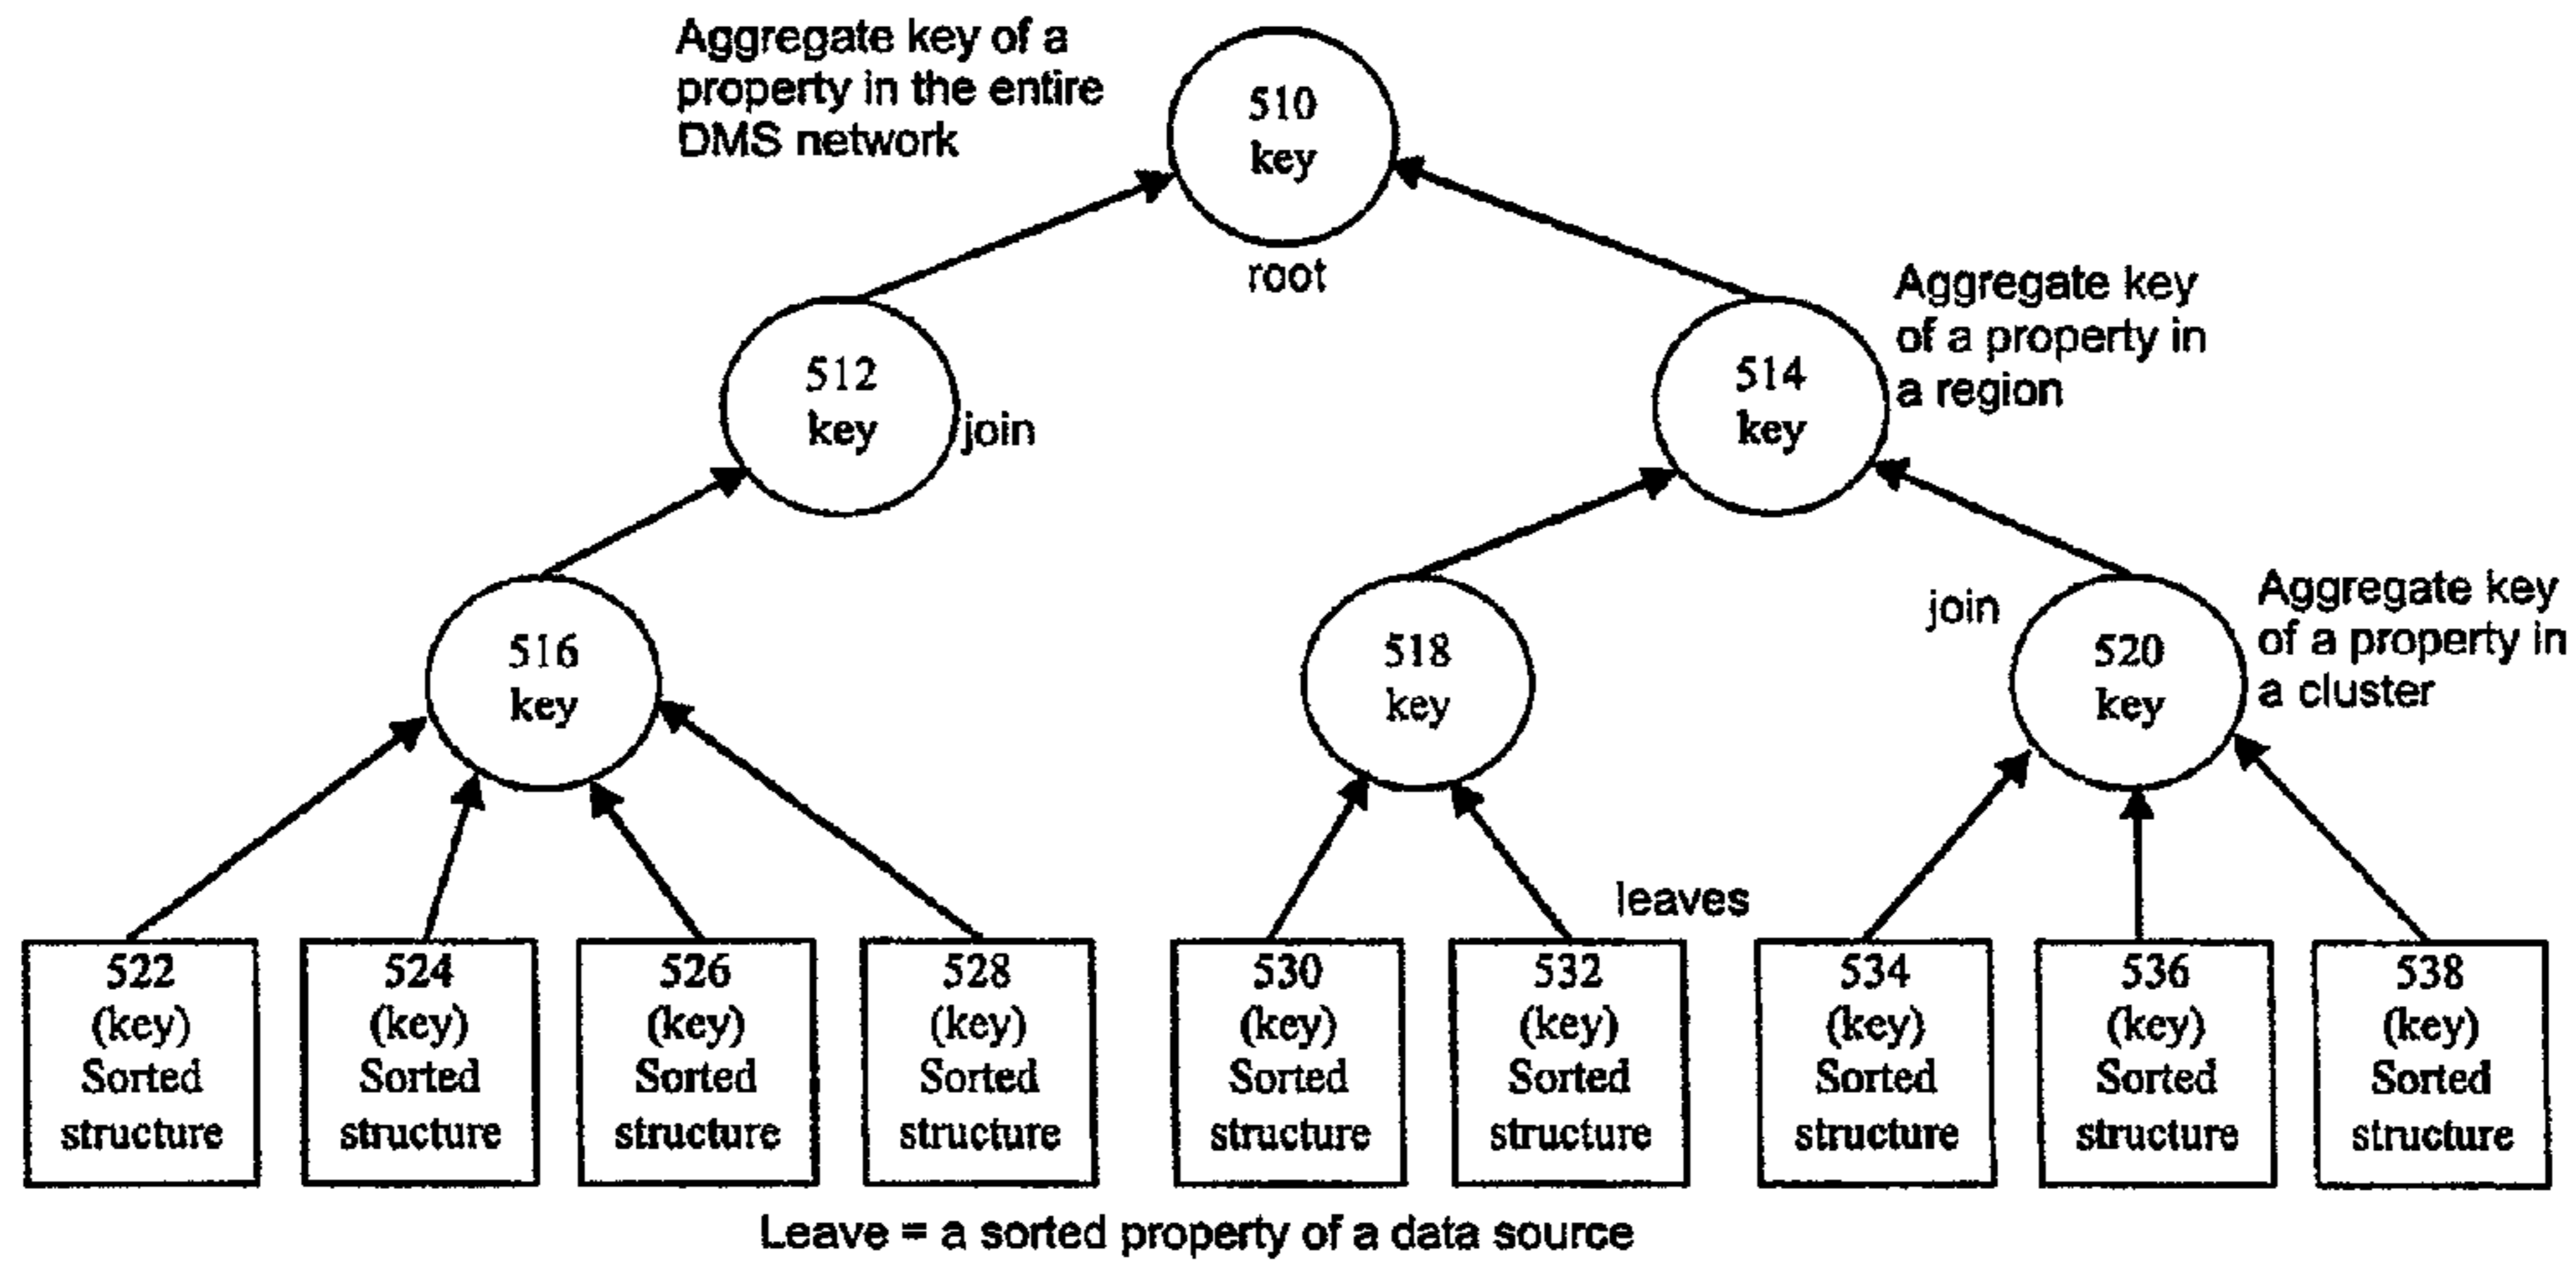 Aggregate key of a
property in the entire
DMS network
510
key
root
512
key
join
514
key
Aggregate key
of a property in
a region
516
key
518
key
join
520
key
Aggregate key
of a property in
a cluster
leaves
522
(key)
Sorted
structure
524
(key)
Sorted
structure
526
(key)
Sorted
structure
528
(key)
Sorted
structure
530
(key)
Sorted
structure
532
(key)
Sorted
structure
534
(key)
Sorted
structure
536
(key)
Sorted
structure
538
(key)
Sorted
structure
Leave = a sorted property of a data source